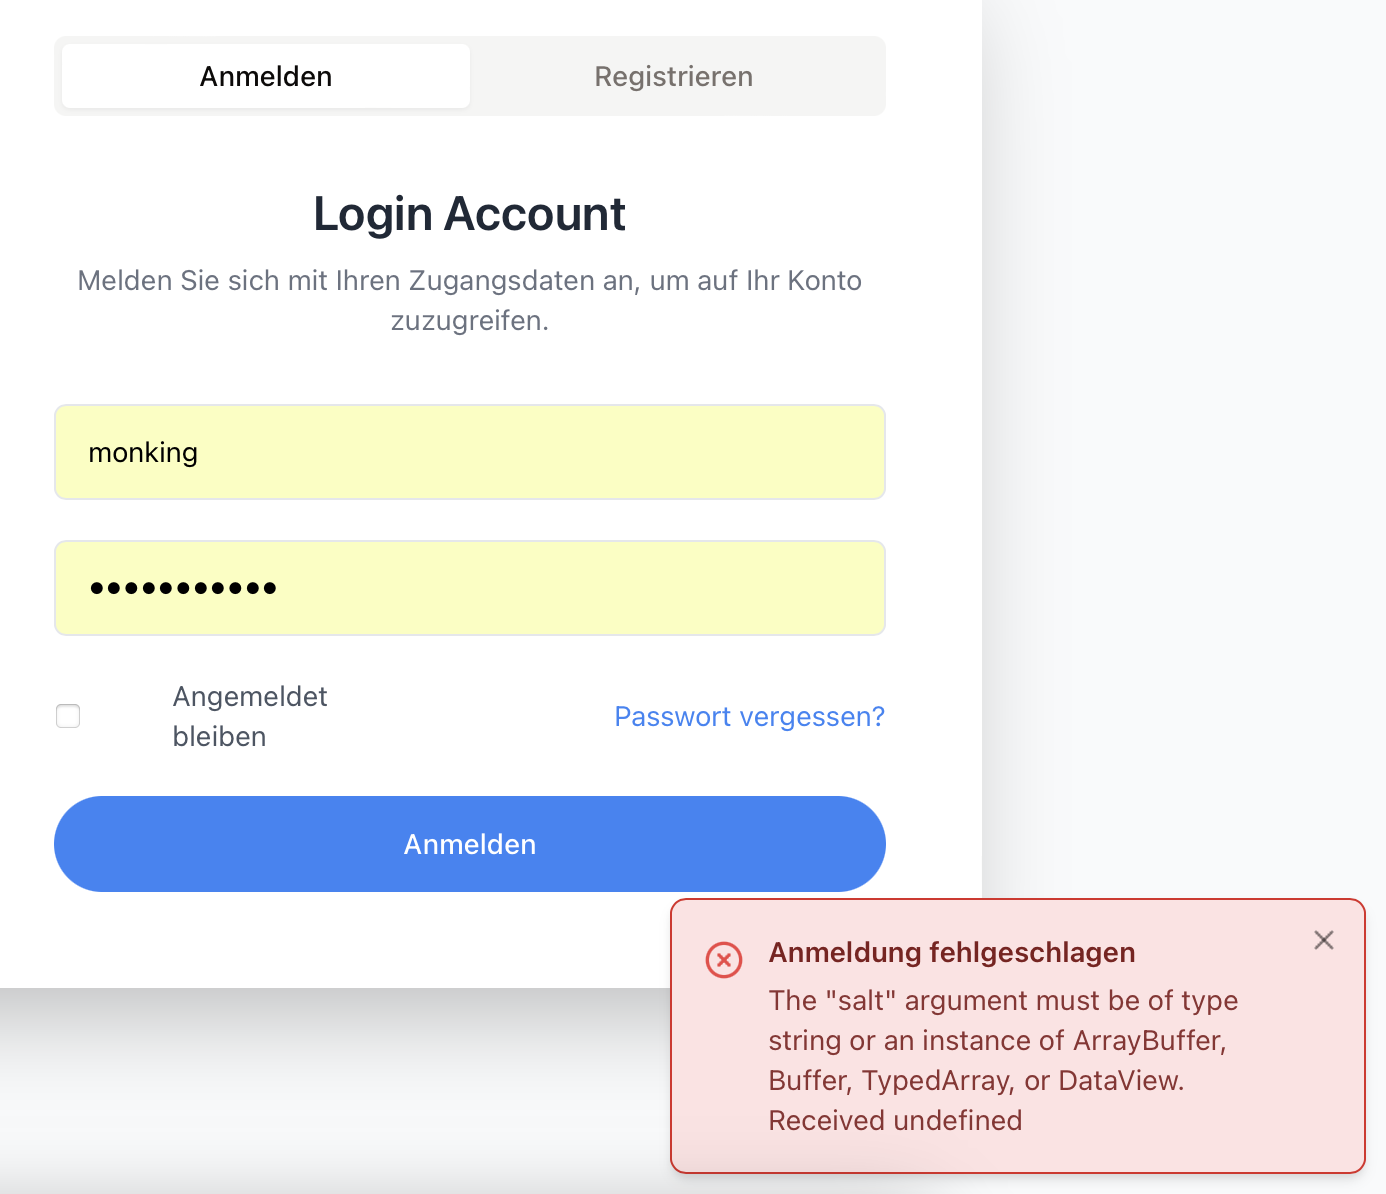 Anmelden
Registrieren
Login Account
Melden Sie sich mit Ihren Zugangsdaten an, um auf Ihr Konto
zuzugreifen.
monking
•••••••••••
Angemeldet
bleiben
Passwort vergessen?
Anmelden
Anmeldung fehlgeschlagen
The "salt" argument must be of type
string or an instance of ArrayBuffer,
Buffer, TypedArray, or DataView.
Received undefined